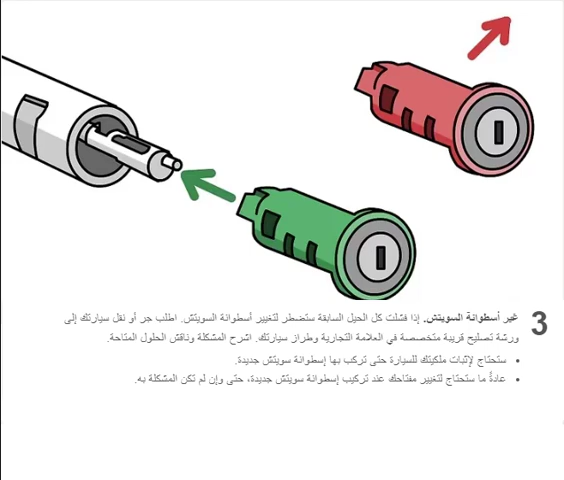 3
غير أسطوانة السويتش. إذا فشلت كل الحيل السابقة ستضطر لتغيير أسطوانة السويتش. اطلب جر أو نقل سيارتك إلى
ورشة تصليح قريبة متخصصة في العلامة التجارية وطراز سيارتك. اشرح المشكلة وناقش الحلول المتاحة.
• ستحتاج لإثبات ملكيتك للسيارة حتى تركب بها إسطوانة سويتش جديدة.
• عادةً ما ستحتاج لتغيير مفتاحك عند تركيب إسطوانة سويتش جديدة، حتى وإن لم تكن المشكلة به.